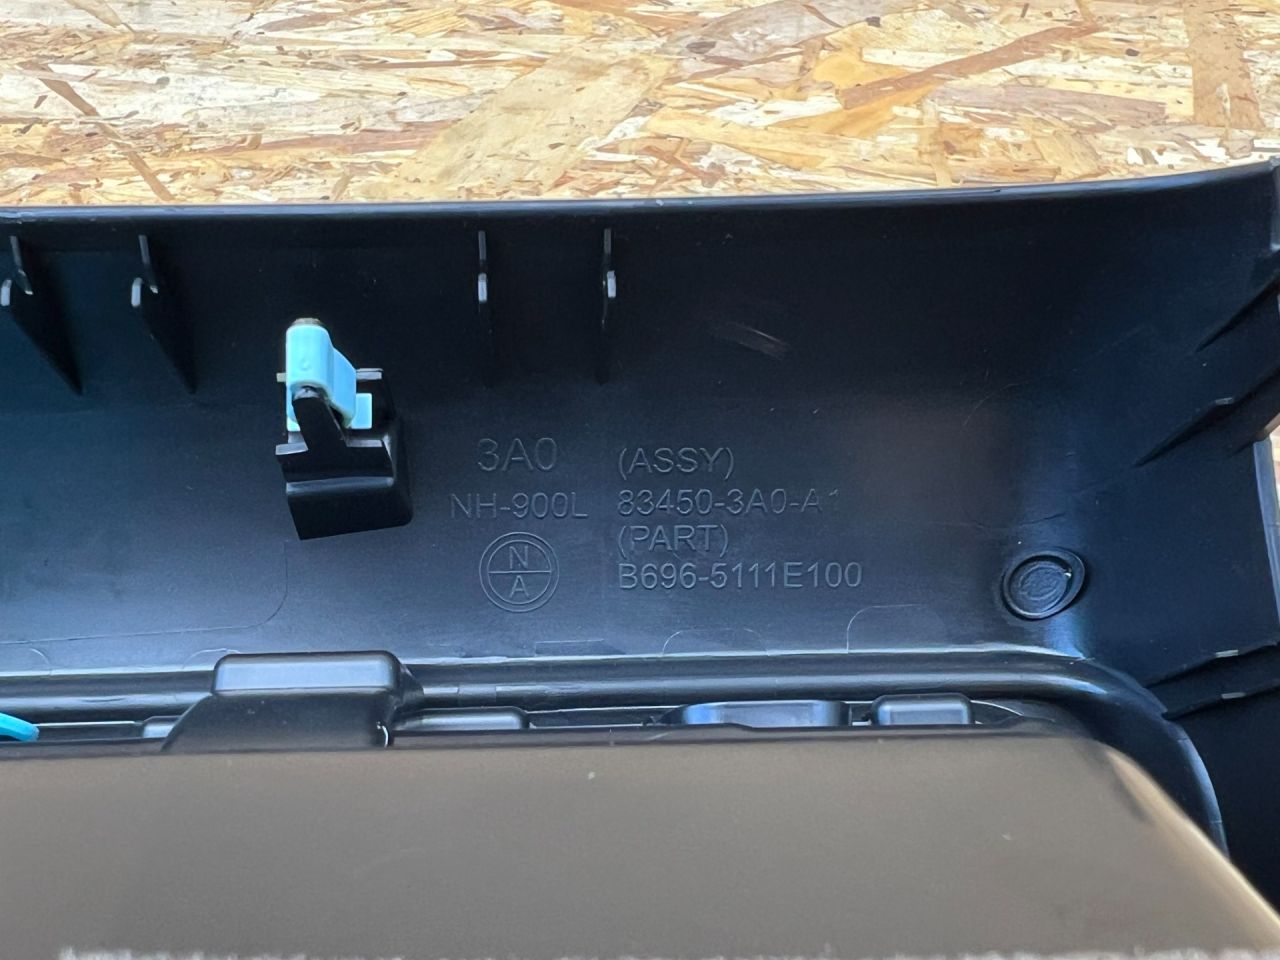 3A0
NH-900L
N
A
(ASSY)
83450-3A0-A1
(PART)
B696-5111E100